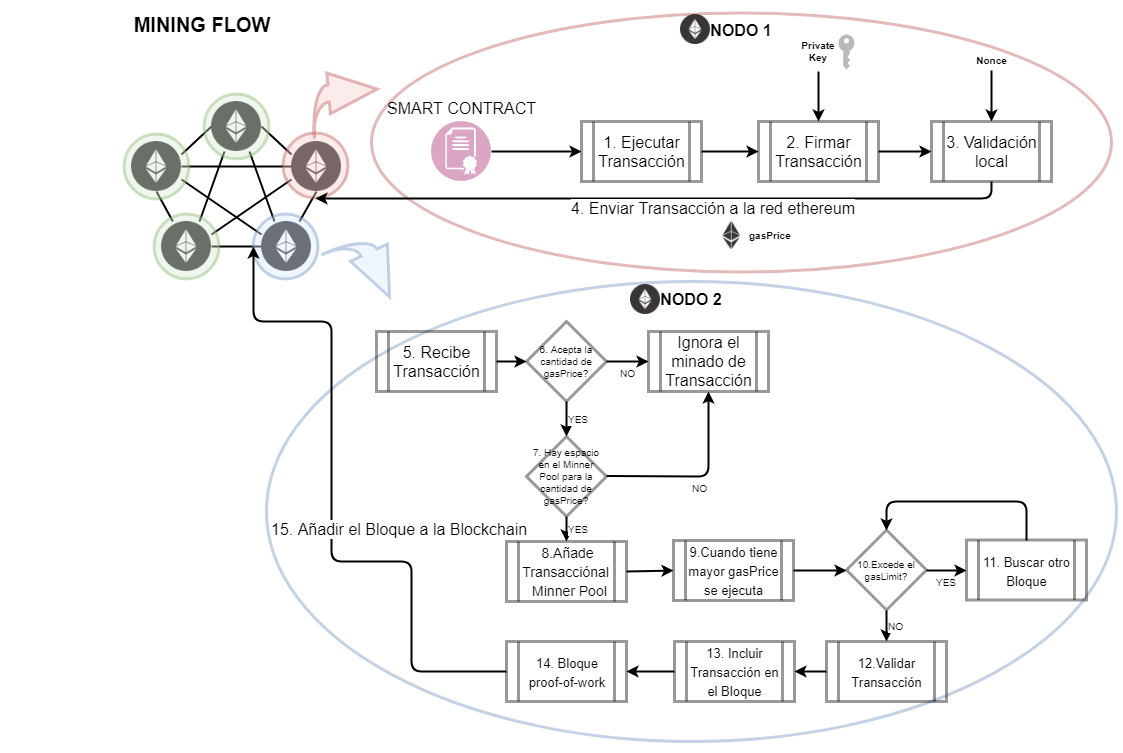 MINING FLOW
NODO 1
Private
Key
Nonce
SMART CONTRACT
1. Ejecutar
Transacción
2. Firmar
Transacción
3. Validación
local
4. Enviar Transacción a la red ethereum
gasPrice
NODO 2
5. Recibe
Transacción
6. Acepta la
cantidad de
gasPrice?
NO
Ignora el
minado de
Transacción
YES
7. Hay espacio
en el Minner
Pool para la
cantidad de
gasPrice?
NO
YES
15. Añadir el Bloque a la Blockchain
8.Añade
Transacciónal
Minner Pool
9.Cuando tiene
mayor gasPrice
se ejecuta
10.Excede el
gasLimit?
YES
11. Buscar otro
Bloque
NO
12.Validar
Transacción
13. Incluir
Transacción en
el Bloque
14. Bloque
proof-of-work